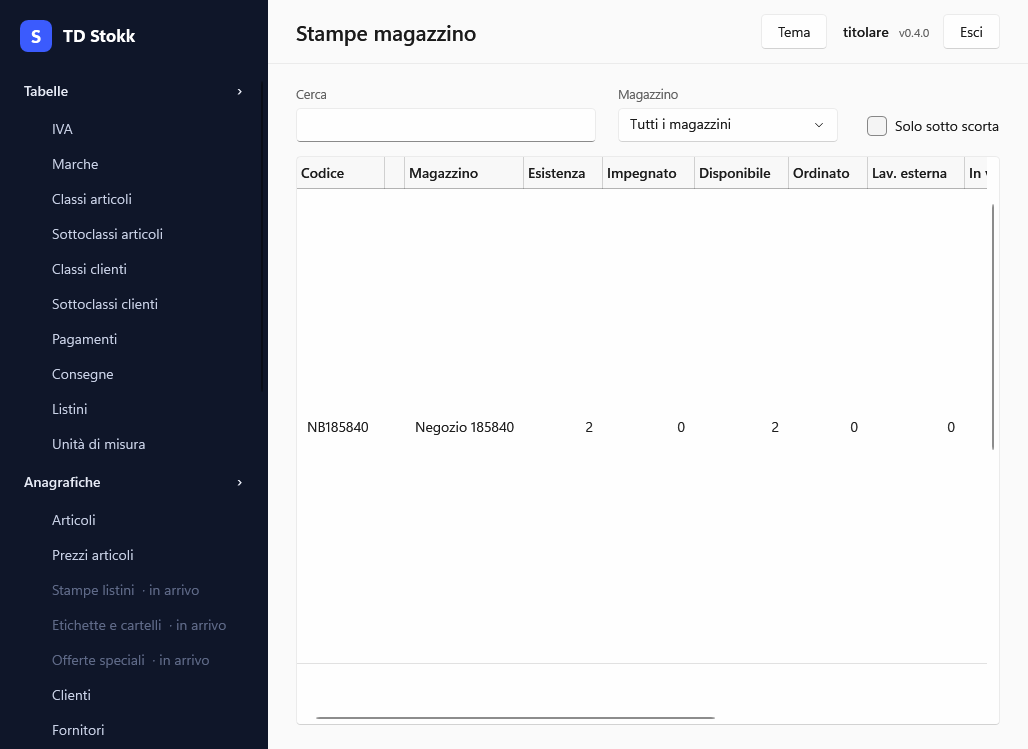 S TD Stokk
Tabelle
IVA
Marche
Classi articoli
Sottoclassi articoli
Classi clienti
Sottoclassi clienti
Pagamenti
Consegne
Listini
Unità di misura
Anagrafiche
Articoli
Prezzi articoli
Stampe listini · in arrivo
Etichette e cartelli · in arrivo
Offerte speciali · in arrivo
Clienti
Fornitori
Stampe magazzino
Tema titolare v0.4.0 Esci
Cerca Magazzino
Tutti i magazzini Solo sotto scorta
Codice Magazzino Esistenza Impegnato Disponibile Ordinato Lav. esterna In
NB185840 Negozio 185840 2 0 2 0 0